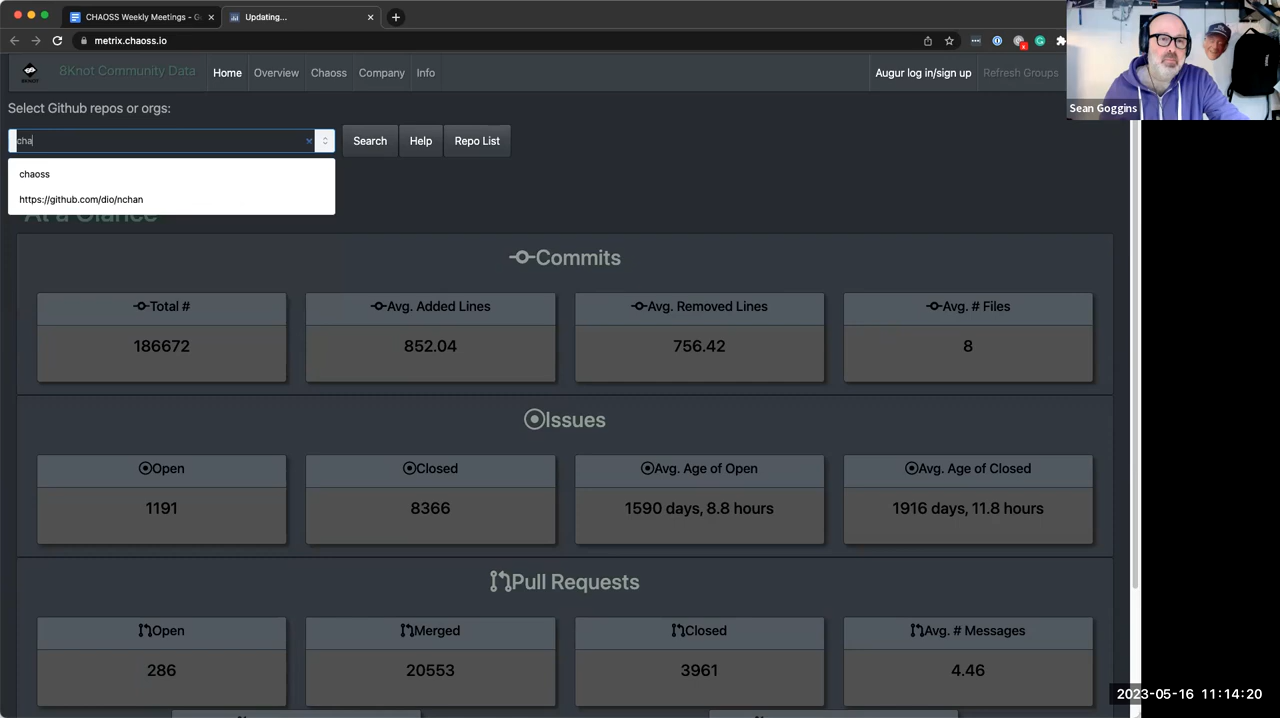 CHAOSS Weekly Meetings - G
Updating...
metrix.chaoss.io
8Knot Community Data
Home
Overview
Chaoss
Company
Info
Augur log in/sign up
Refresh Groups
Sean Goggins
Select Github repos or orgs:
cha
Search
Help
Repo List
chaoss
https://github.com/dio/nchan
At a Glance
Commits
Total #
Avg. Added Lines
Avg. Removed Lines
Avg. # Files
186672
852.04
756.42
8
Issues
Open
Closed
Avg. Age of Open
Avg. Age of Closed
1191
8366
1590 days, 8.8 hours
1916 days, 11.8 hours
Pull Requests
Open
Merged
Closed
Avg. # Messages
286
20553
3961
4.46
2023-05-16 11:14:20